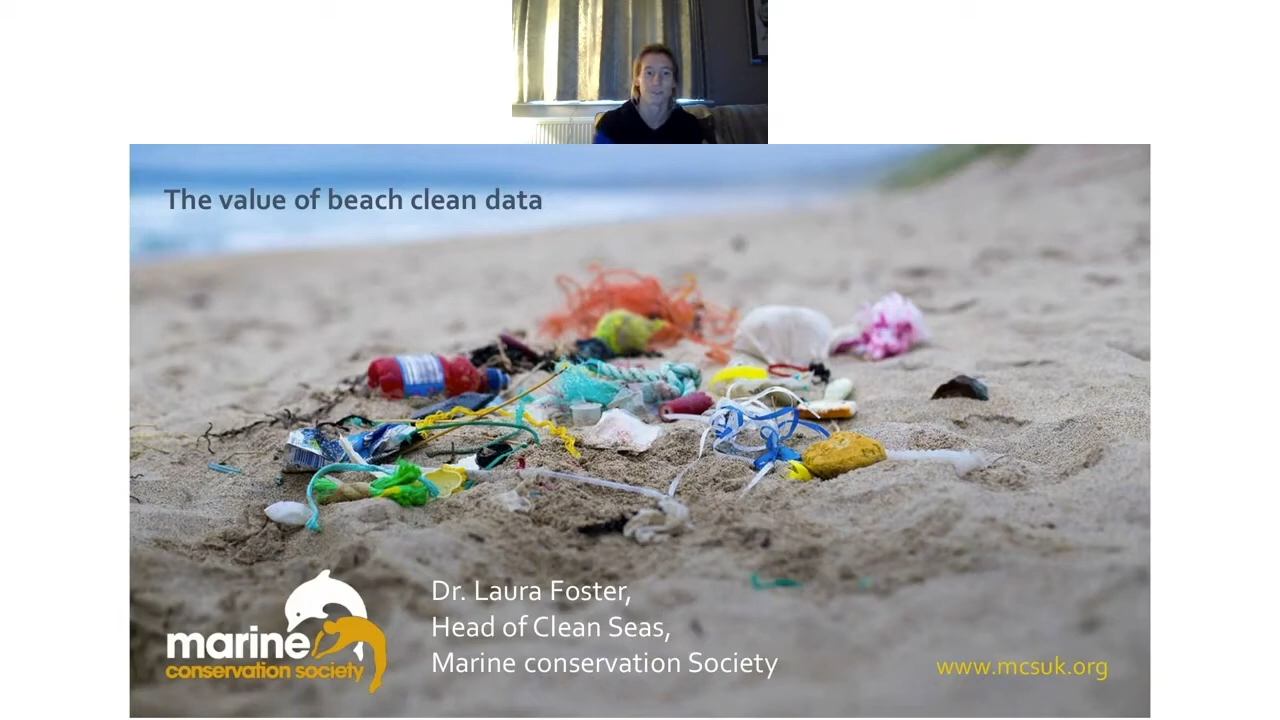 The value of beach clean data
Dr. Laura Foster,
Head of Clean Seas,
Marine conservation Society
marine
conservation society
www.mcsuk.org